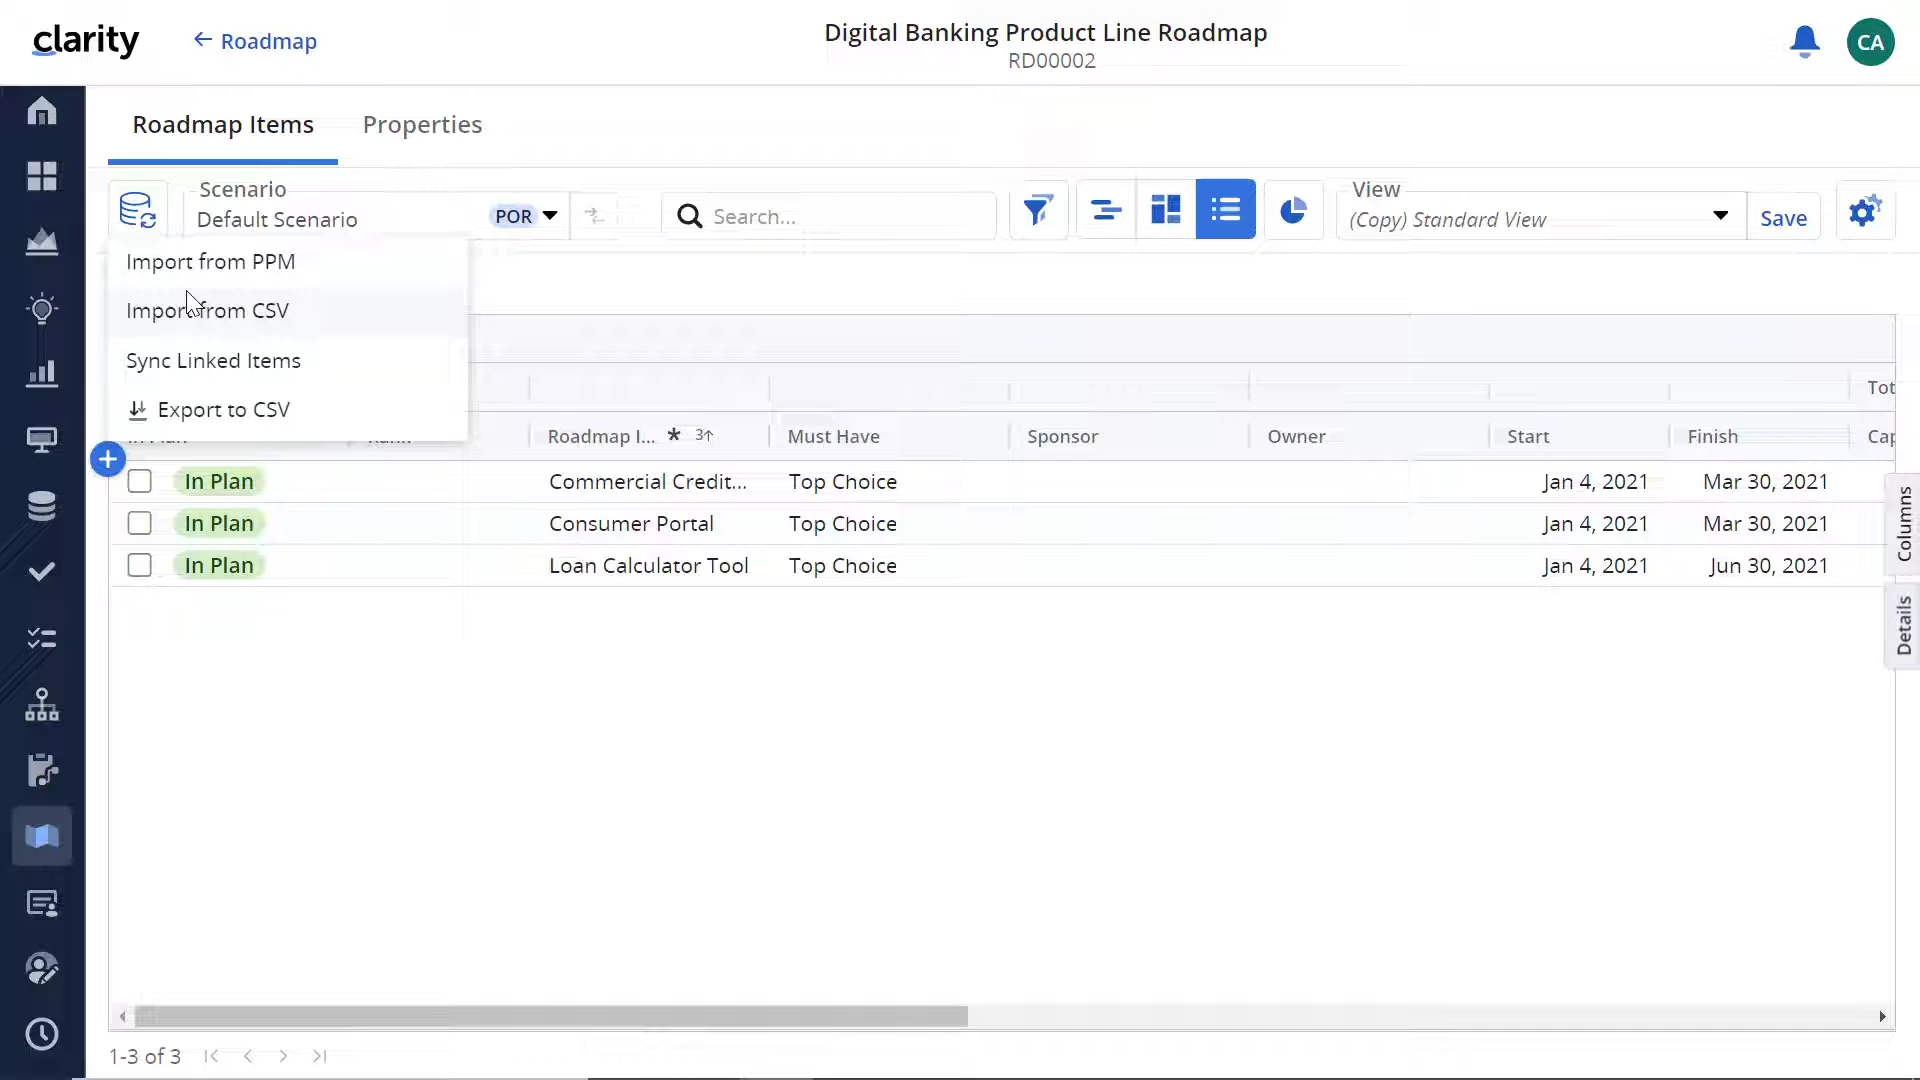 clarity
Roadmap
Digital Banking Product Line Roadmap
RD00002
CA
Roadmap Items
Properties
Scenario
Default Scenario
POR
Search...
View
(Copy) Standard View
Save
Import from PPM
Import from CSV
Sync Linked Items
Export to CSV
Tot
In Plan Rank Roadmap I... * 3↑ Must Have Sponsor Owner Start Finish Cap
In Plan Commercial Credit... Top Choice Jan 4, 2021 Mar 30, 2021
In Plan Consumer Portal Top Choice Jan 4, 2021 Mar 30, 2021
In Plan Loan Calculator Tool Top Choice Jan 4, 2021 Jun 30, 2021
Columns
Details
1-3 of 3